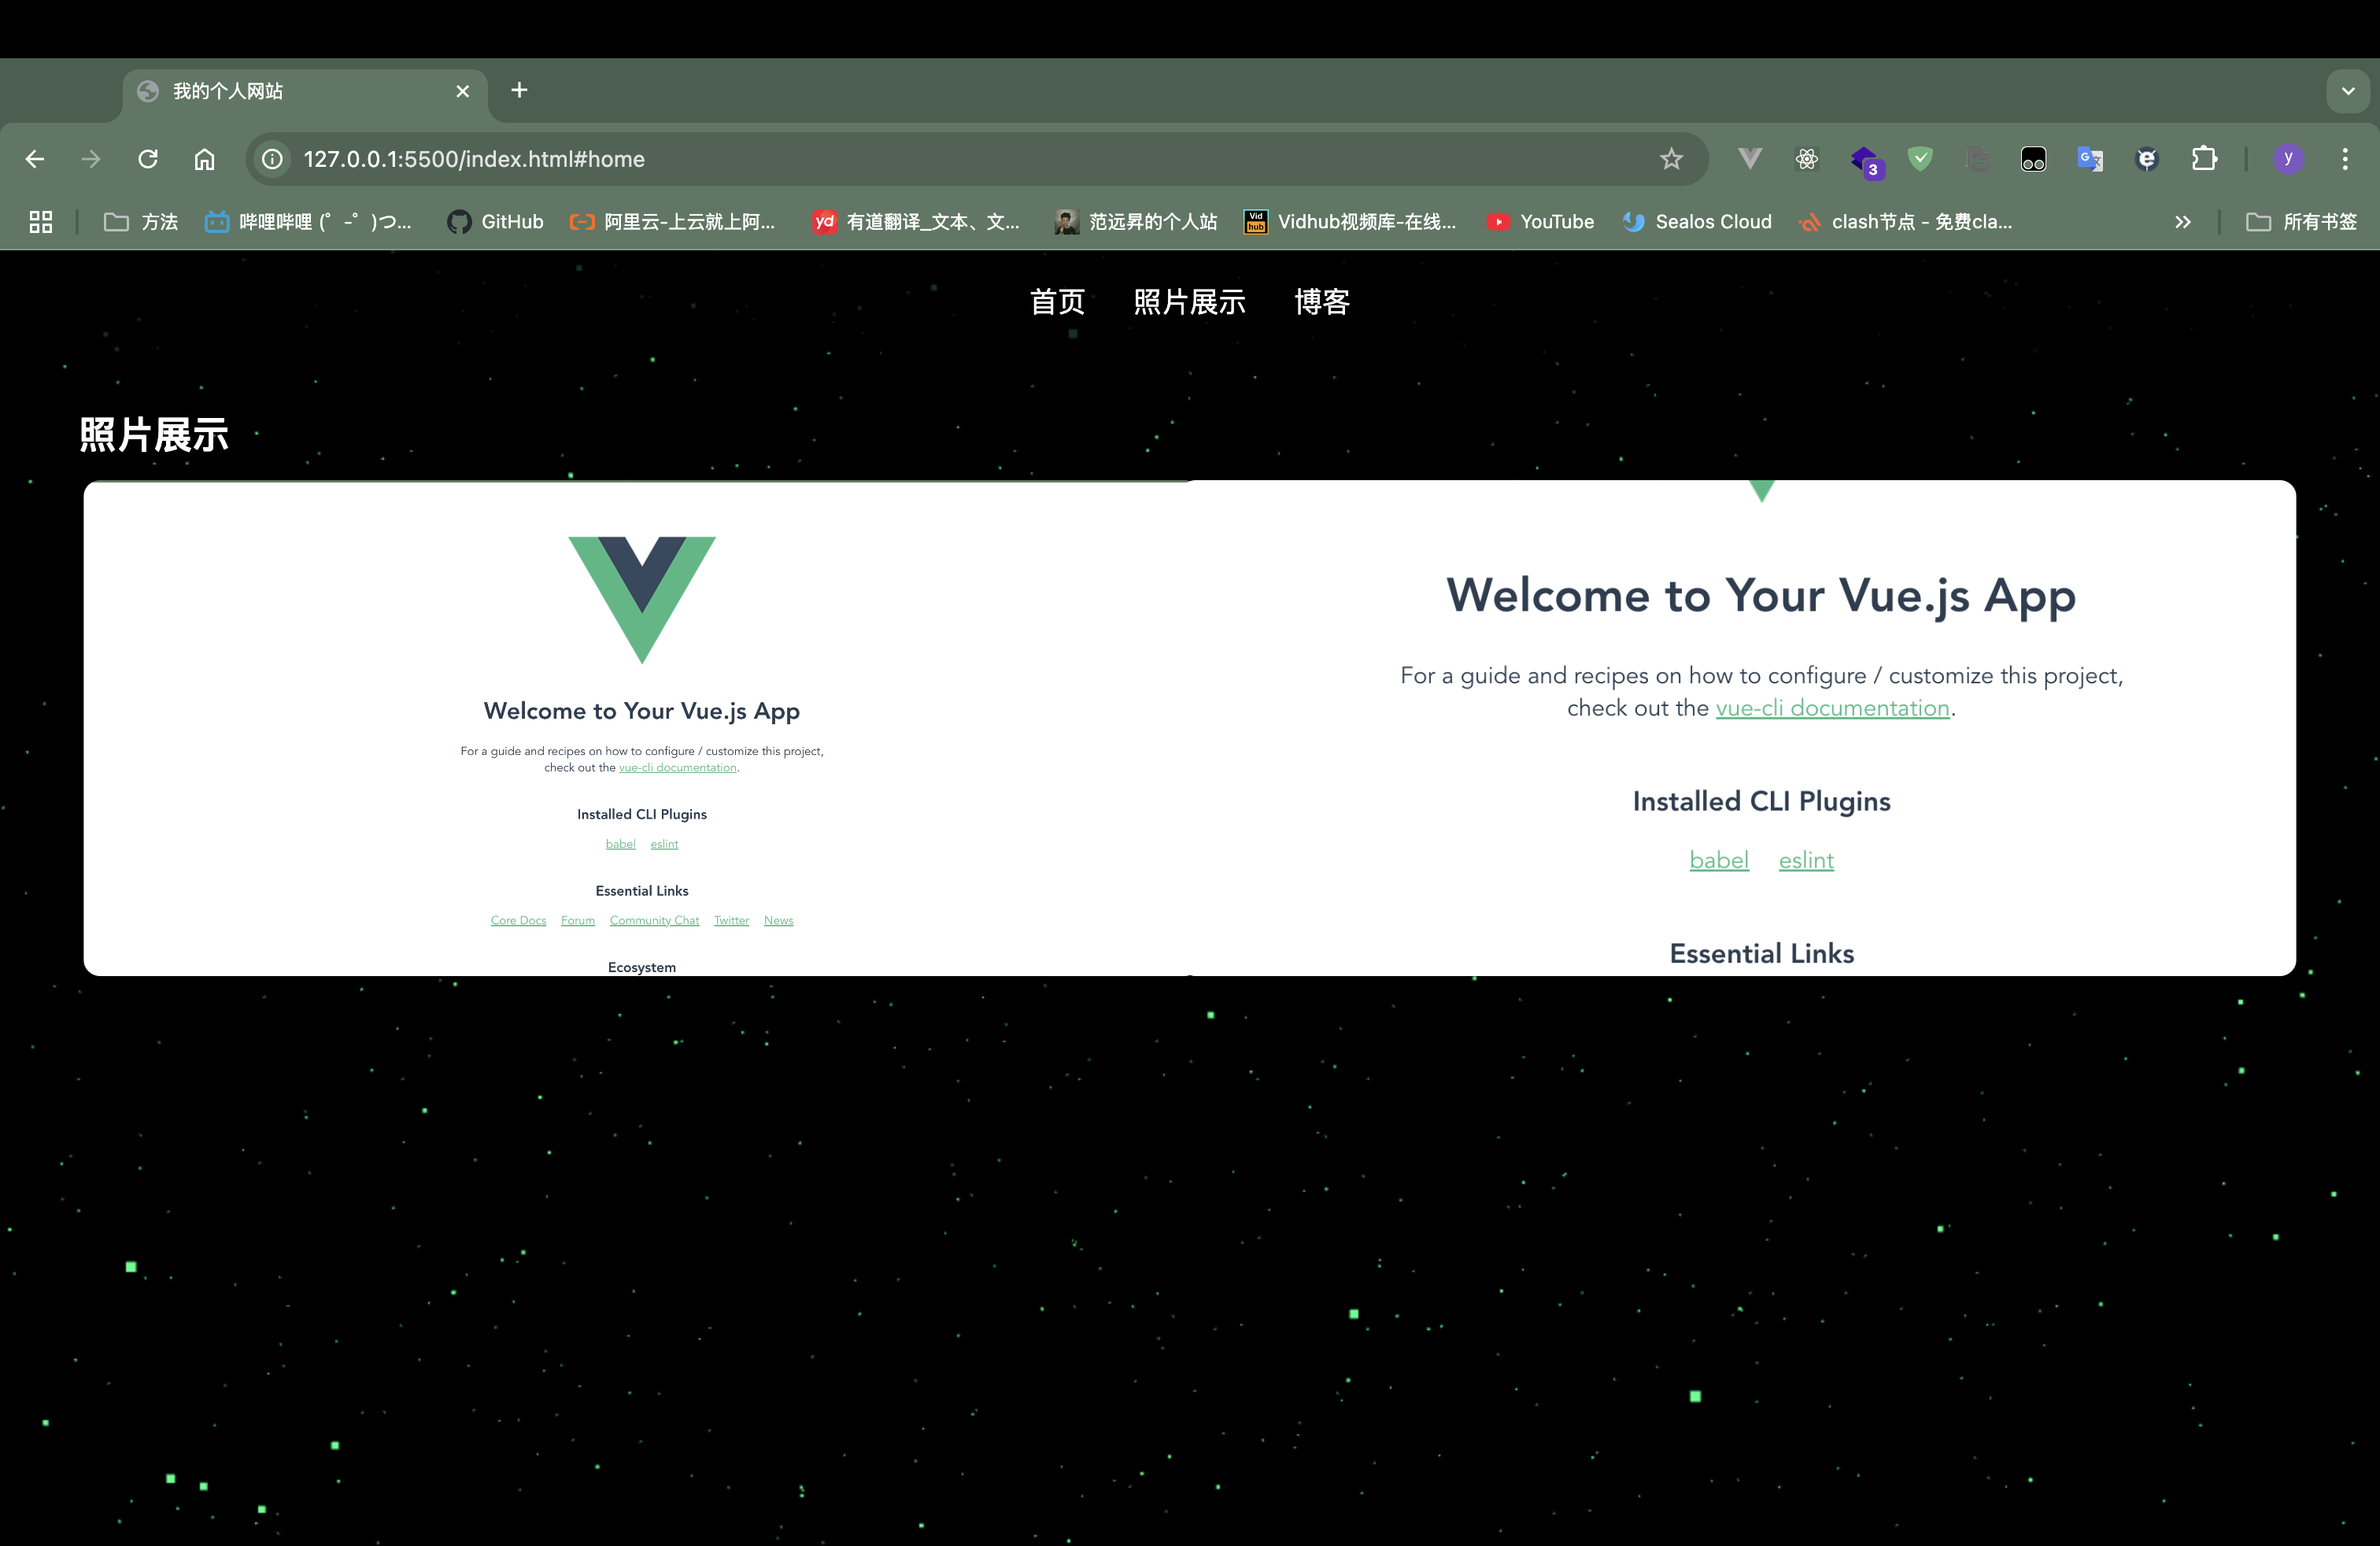 我的个人网站
127.0.0.1:5500/index.html#home
3
y
方法
哔哩哔哩 (゜-゜)つ...
GitHub
阿里云-上云就上阿...
yd
有道翻译_文本、文...
范远昇的个人站
Vid
hub
Vidhub视频库-在线...
YouTube
Sealos Cloud
clash节点 - 免费cla...
所有书签
首页
照片展示
博客
照片展示
Welcome to Your Vue.js App
For a guide and recipes on how to configure / customize this project,
check out the vue-cli documentation.
Installed CLI Plugins
babel eslint
Essential Links
Core Docs Forum Community Chat Twitter News
Ecosystem
Welcome to Your Vue.js App
For a guide and recipes on how to configure / customize this project,
check out the vue-cli documentation.
Installed CLI Plugins
babel eslint
Essential Links